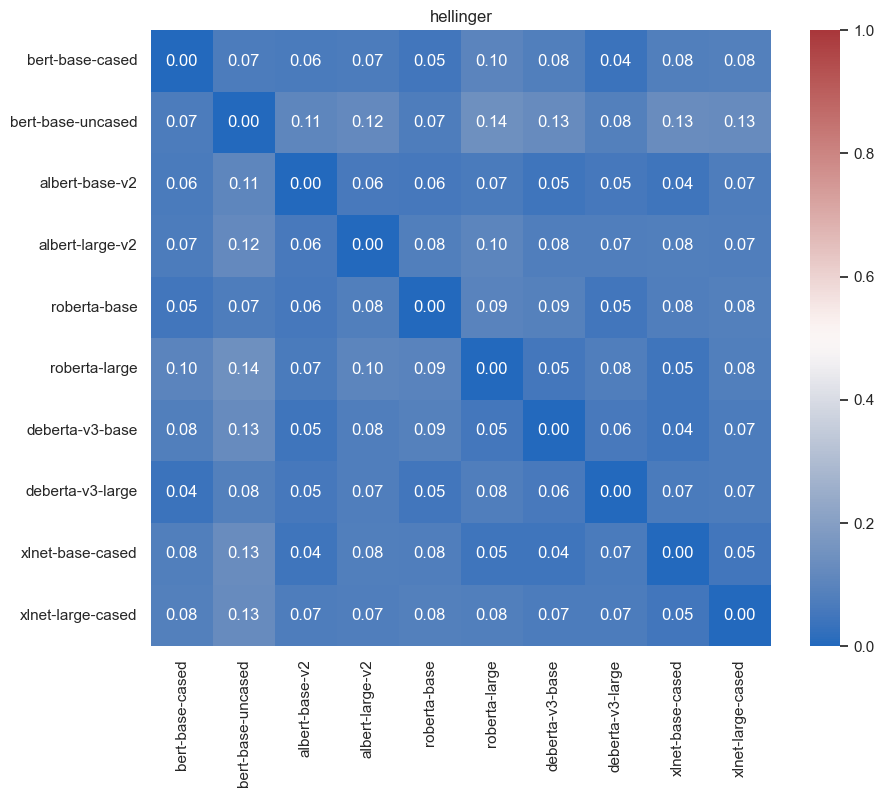 hellinger
bert-base-cased 0.00 0.07 0.06 0.07 0.05 0.10 0.08 0.04 0.08 0.08
bert-base-uncased 0.07 0.00 0.11 0.12 0.07 0.14 0.13 0.08 0.13 0.13
albert-base-v2 0.06 0.11 0.00 0.06 0.06 0.07 0.05 0.05 0.04 0.07
albert-large-v2 0.07 0.12 0.06 0.00 0.08 0.10 0.08 0.07 0.08 0.07
roberta-base 0.05 0.07 0.06 0.08 0.00 0.09 0.09 0.05 0.08 0.08
roberta-large 0.10 0.14 0.07 0.10 0.09 0.00 0.05 0.08 0.05 0.08
deberta-v3-base 0.08 0.13 0.05 0.08 0.09 0.05 0.00 0.06 0.04 0.07
deberta-v3-large 0.04 0.08 0.05 0.07 0.05 0.08 0.06 0.00 0.07 0.07
xlnet-base-cased 0.08 0.13 0.04 0.08 0.08 0.05 0.04 0.07 0.00 0.05
xlnet-large-cased 0.08 0.13 0.07 0.07 0.08 0.08 0.07 0.07 0.05 0.00
bert-base-cased
bert-base-uncased
albert-base-v2
albert-large-v2
roberta-base
roberta-large
deberta-v3-base
deberta-v3-large
xlnet-base-cased
xlnet-large-cased
1.0
0.8
0.6
0.4
0.2
0.0